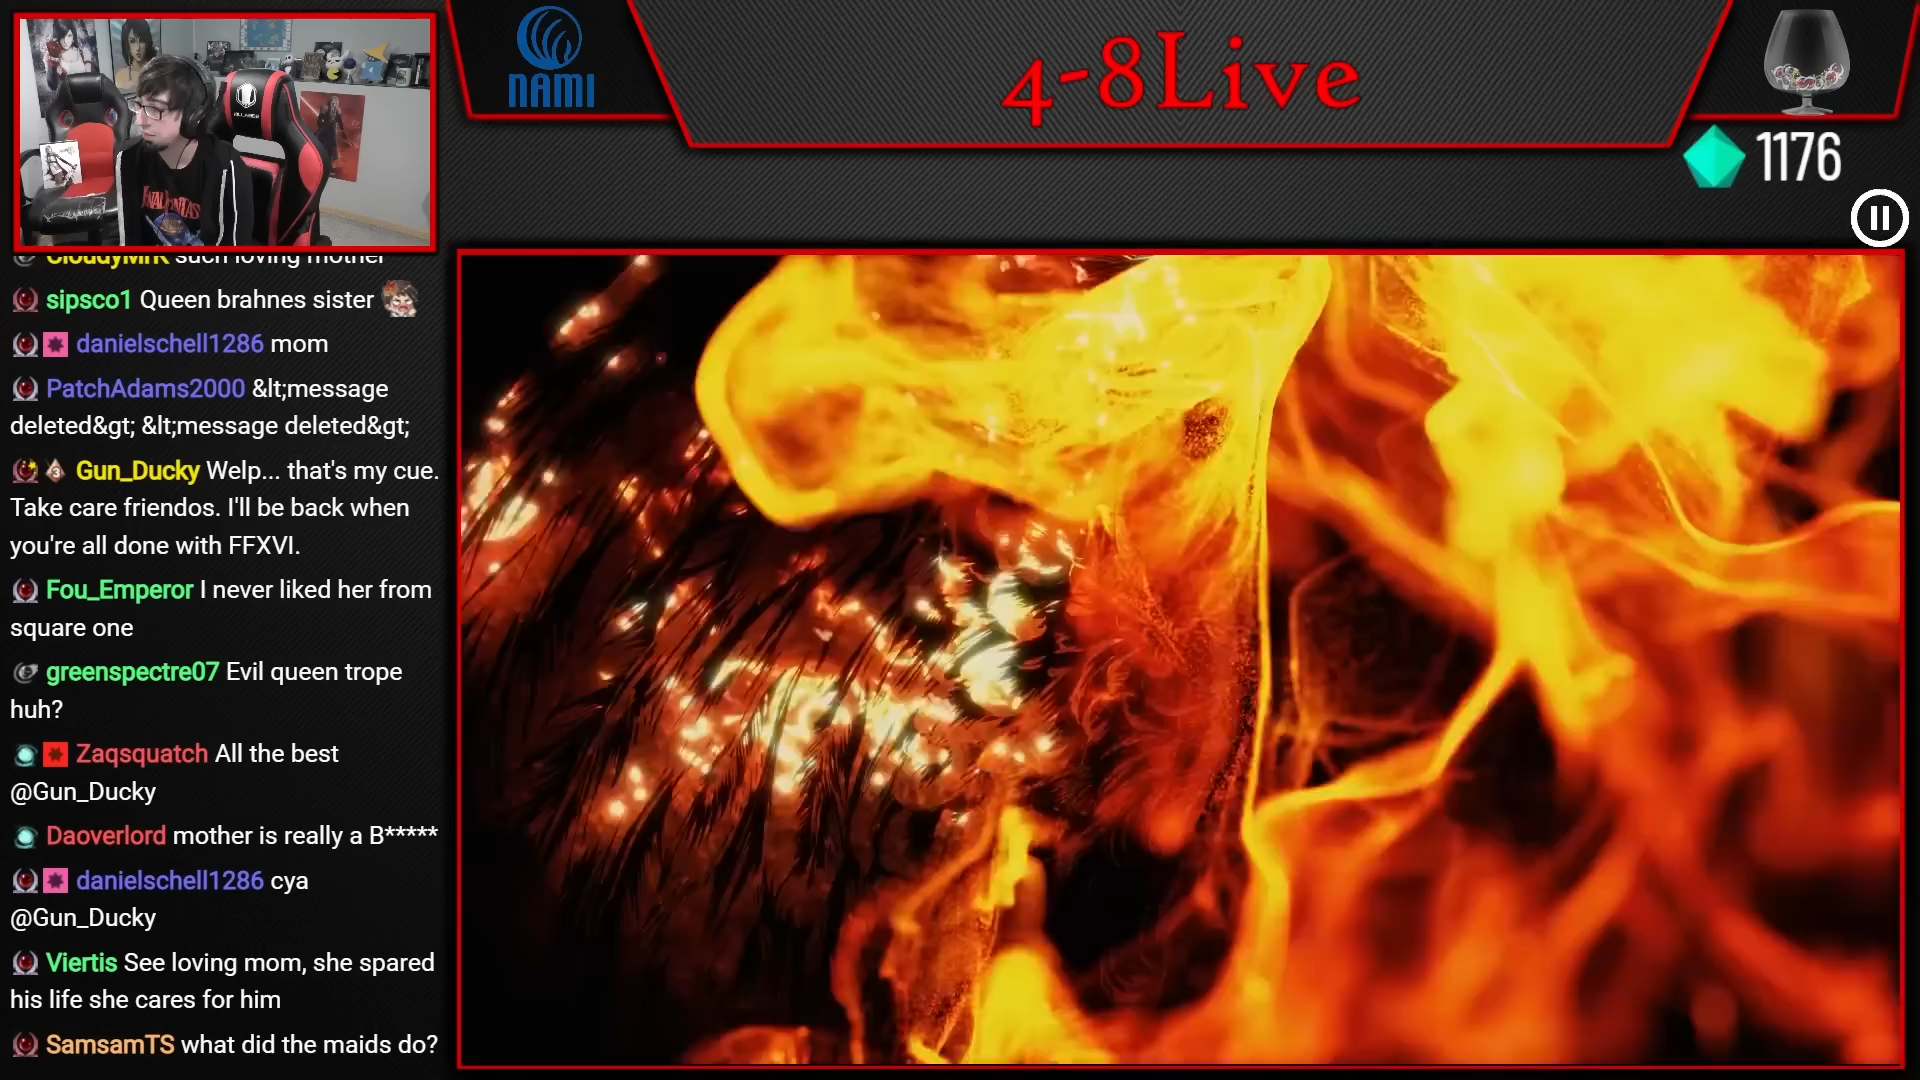 NAMI
4-8Live
1176
CloudyMrK such loving mother
sipsco1 Queen brahnes sister
danielschell1286 mom
PatchAdams2000 &lt;message
deleted&gt; &lt;message deleted&gt;
Gun_Ducky Welp... that's my cue.
Take care friendos. I'll be back when
you're all done with FFXVI.
Fou_Emperor I never liked her from
square one
greenspectre07 Evil queen trope
huh?
Zaqsquatch All the best
@Gun_Ducky
Daoverlord mother is really a B*****
danielschell1286 cya
@Gun_Ducky
Viertis See loving mom, she spared
his life she cares for him
SamsamTS what did the maids do?